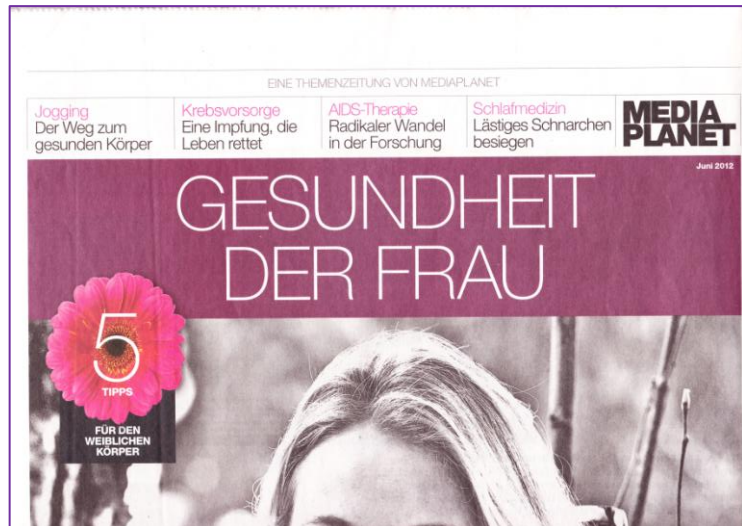 EINE THEMENZEITUNG VON MEDIAPLANET
Jogging
Der Weg zum
gesunden Körper
Krebsvorsorge
Eine Impfung, die
Leben rettet
AIDS-Therapie
Radikaler Wandel
in der Forschung
Schlafmedizin
Lästiges Schnarchen
besiegen
MEDIA
PLANET
Juni 2012
GESUNDHEIT
DER FRAU
5
TIPPS
FÜR DEN
WEIBLICHEN
KÖRPER